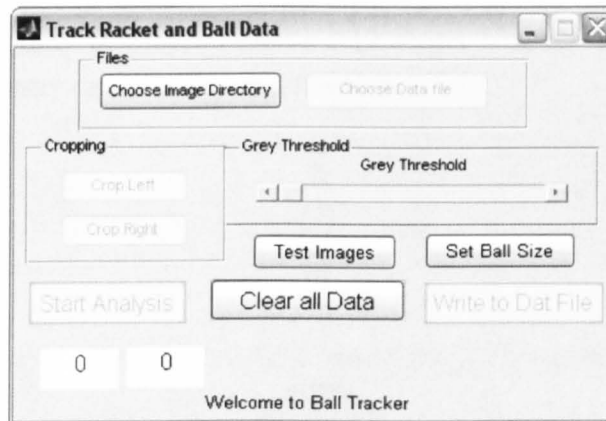 Track Racket and Ball Data
Files
Choose Image Directory
Choose Data file
Cropping
Crop Left
Crop Right
Grey Threshold
Grey Threshold
Test Images
Set Ball Size
Start Analysis
Clear all Data
Write to Dat File
0
0
Welcome to Ball Tracker